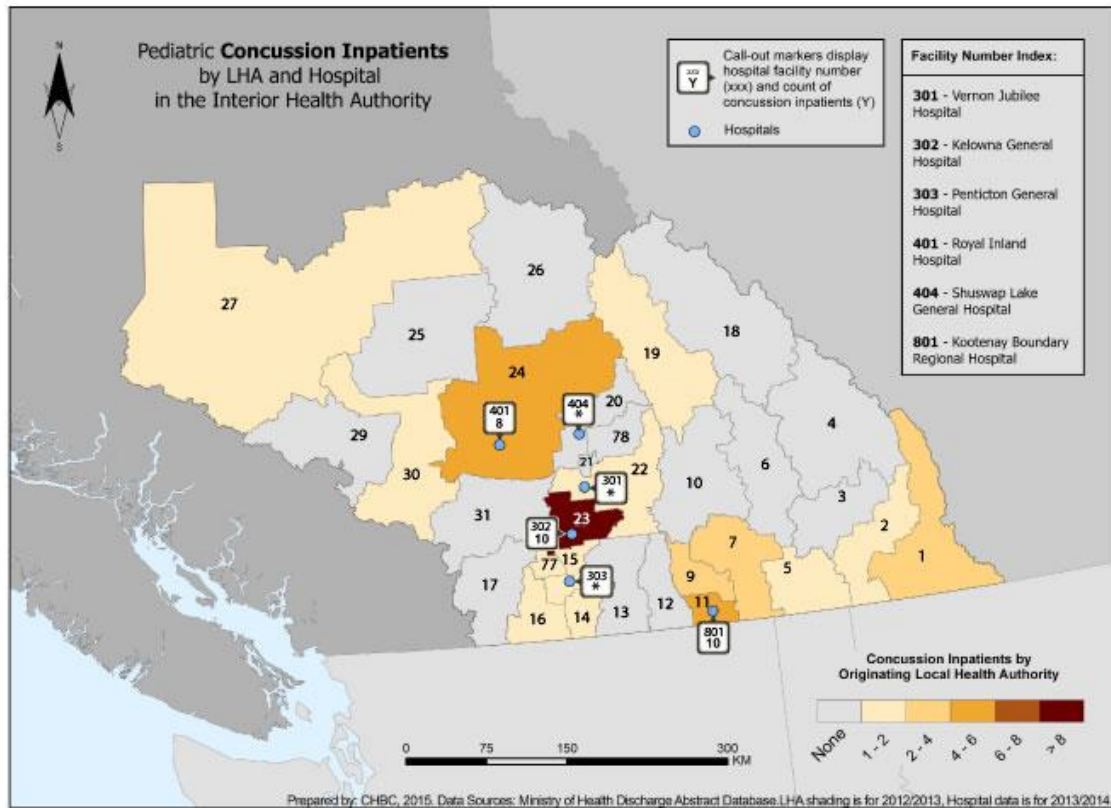 Pediatric Concussion Inpatients
by LHA and Hospital
in the Interior Health Authority
N
S
xxx
Y
Call-out markers display
hospital facility number
(xxx) and count of
concussion inpatients (Y)
Hospitals
Facility Number Index:
301 - Vernon Jubilee
Hospital
302 - Kelowna General
Hospital
303 - Penticton General
Hospital
401 - Royal Inland
Hospital
404 - Shuswap Lake
General Hospital
801 - Kootenay Boundary
Regional Hospital
26
27
25
18
19
24
20
404
*
401
8
78
4
29
21
22
30
301
*
6
10
3
31
23
302
10
2
7
1
77
15
5
9
303
*
17
11
16
14
13
12
801
10
Concussion Inpatients by
Originating Local Health Authority
None
1 - 2
2 - 4
4 - 6
6 - 8
> 8
0
75
150
300
KM
Prepared by: CHBC, 2015. Data Sources: Ministry of Health Discharge Abstract Database.LHA shading is for 2012/2013, Hospital data is for 2013/2014